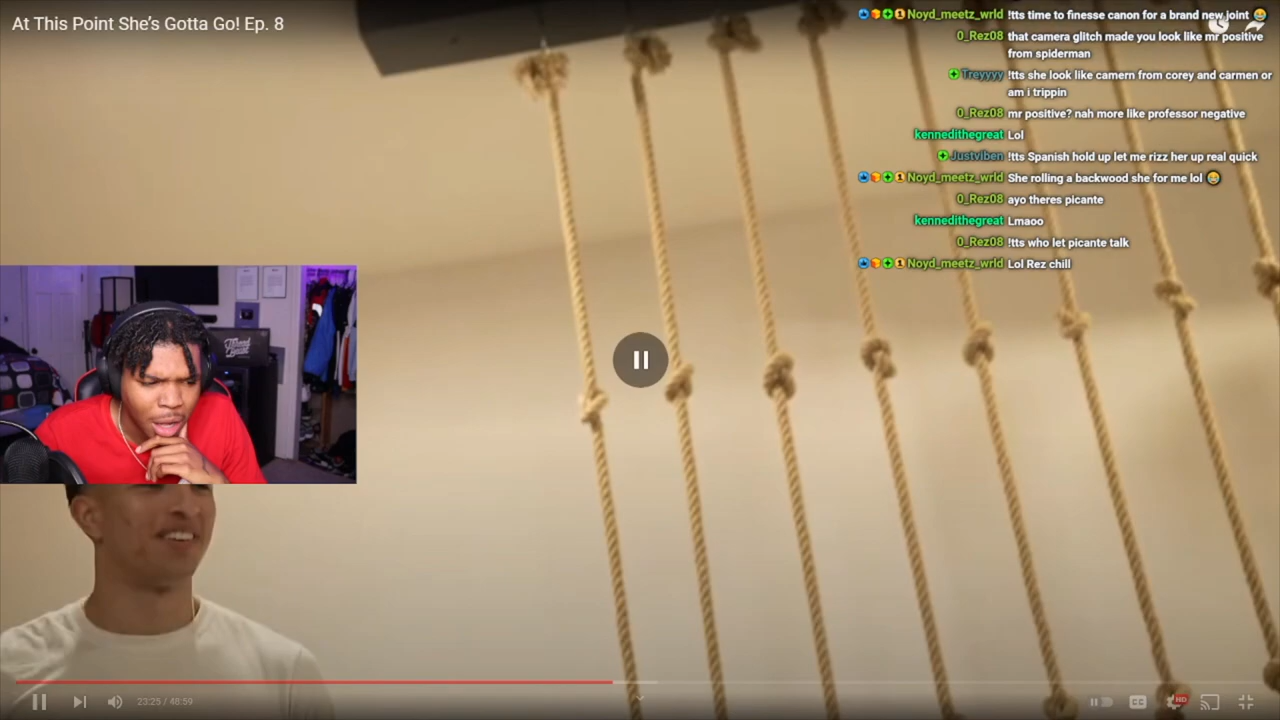 At This Point She’s Gotta Go! Ep. 8
Noyd_meetz_wrld !tts time to finesse canon for a brand new joint 😂
0_Rez08 that camera glitch made you look like mr positive
from spiderman
Treyyyy !tts she look like camern from corey and carmen or
am i trippin
0_Rez08 mr positive? nah more like professor negative
kennedithegreat Lol
Justviben !tts Spanish hold up let me rizz her up real quick
Noyd_meetz_wrld She rolling a backwood she for me lol 😂
0_Rez08 ayo theres picante
kennedithegreat Lmaoo
0_Rez08 !tts who let picante talk
Noyd_meetz_wrld Lol Rez chill
23:25 / 48:59
CC
HD